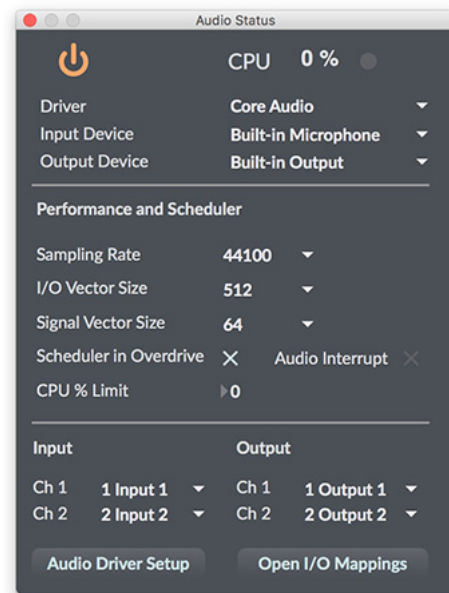 Audio Status
CPU 0 %
Driver Core Audio
Input Device Built-in Microphone
Output Device Built-in Output
Performance and Scheduler
Sampling Rate 44100
I/O Vector Size 512
Signal Vector Size 64
Scheduler in Overdrive Audio Interrupt
CPU % Limit 0
Input Output
Ch 1 1 Input 1 Ch 1 1 Output 1
Ch 2 2 Input 2 Ch 2 2 Output 2
Audio Driver Setup Open I/O Mappings